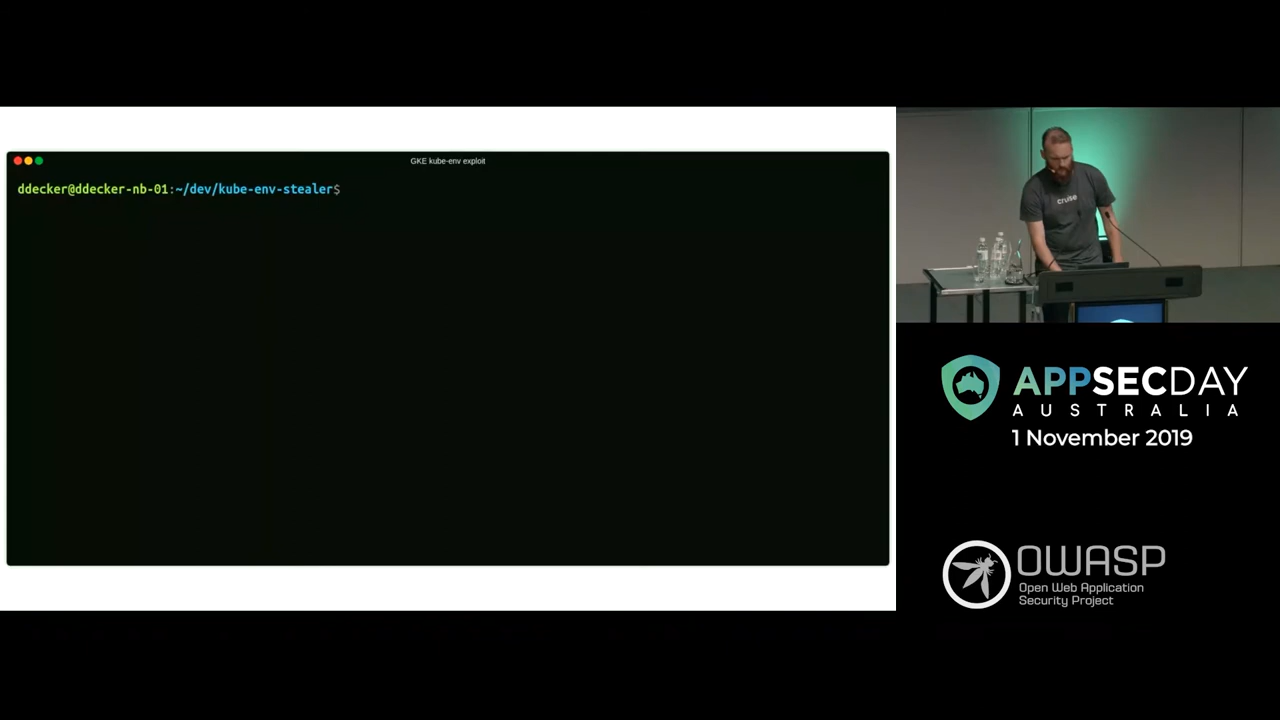 GKE kube-env exploit
ddecker@ddecker-nb-01:~/dev/kube-env-stealer$
cruise
APPSECDAY
AUSTRALIA
1 November 2019
OWASP
Open Web Application
Security Project